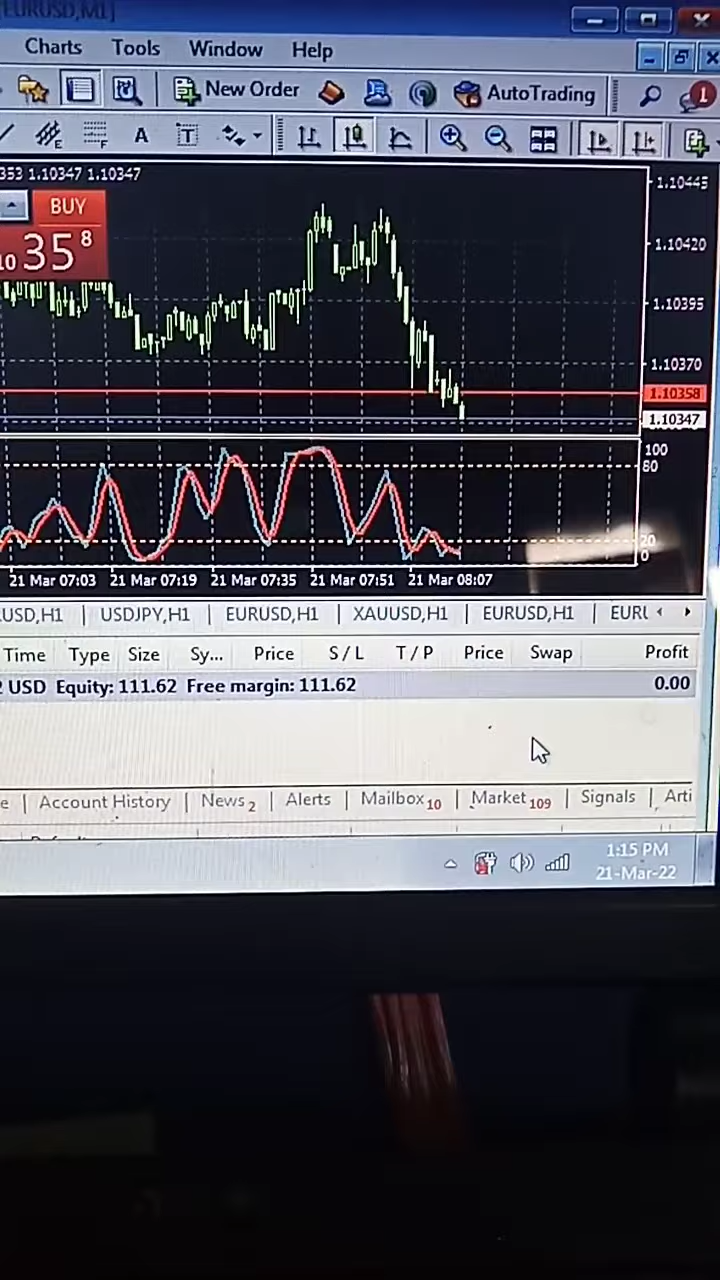 [EURUSD,M1]
Charts Tools Window Help
New Order AutoTrading 1
E F A T
353 1.10347 1.10347
BUY
10 35 8
1.10445
1.10420
1.10395
1.10370
1.10358
1.10347
100
80
20
0
21 Mar 07:03 21 Mar 07:19 21 Mar 07:35 21 Mar 07:51 21 Mar 08:07
USD,H1 | USDJPY,H1 | EURUSD,H1 | XAUUSD,H1 | EURUSD,H1 | EURU
Time Type Size Sy... Price S / L T / P Price Swap Profit
2 USD Equity: 111.62 Free margin: 111.62 0.00
e | Account History | News 2 | Alerts | Mailbox 10 | Market 109 | Signals | Arti
1:15 PM
21-Mar-22